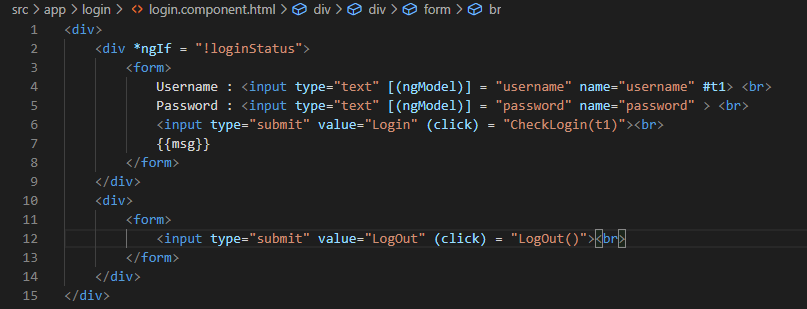 src > app > login > <> login.component.html > div > div > form > br
1 <div>
2     <div *ngIf = "!loginStatus">
3         <form>
4             Username : <input type="text" [(ngModel)] = "username" name="username" #t1> <br>
5             Password : <input type="text" [(ngModel)] = "password" name="password" > <br>
6             <input type="submit" value="Login" (click) = "CheckLogin(t1)"><br>
7             {{msg}}
8         </form>
9     </div>
10     <div>
11         <form>
12             <input type="submit" value="LogOut" (click) = "LogOut()"><br>
13         </form>
14     </div>
15 </div>